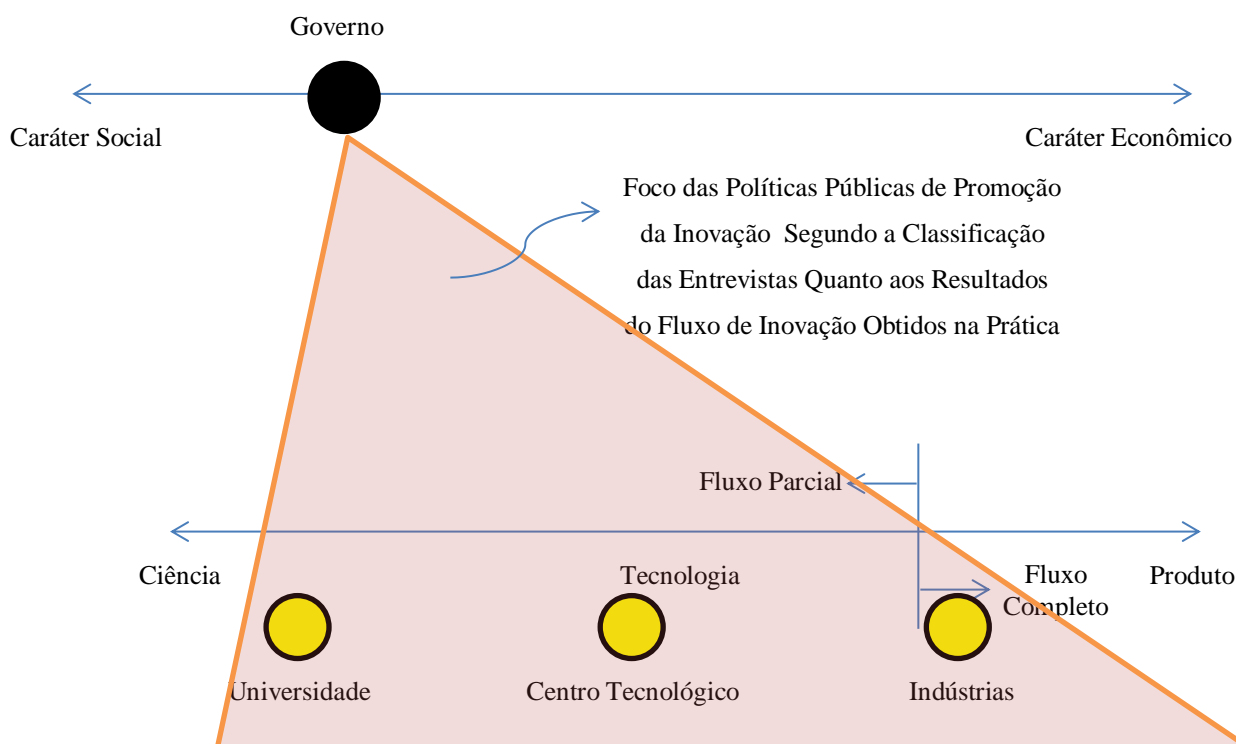 Governo
Caráter Social
Caráter Econômico
Foco das Políticas Públicas de Promoção
da Inovação Segundo a Classificação
das Entrevistas Quanto aos Resultados
do Fluxo de Inovação Obtidos na Prática
Fluxo Parcial
Ciência
Tecnologia
Fluxo
Completo
Produto
Universidade
Centro Tecnológico
Indústrias